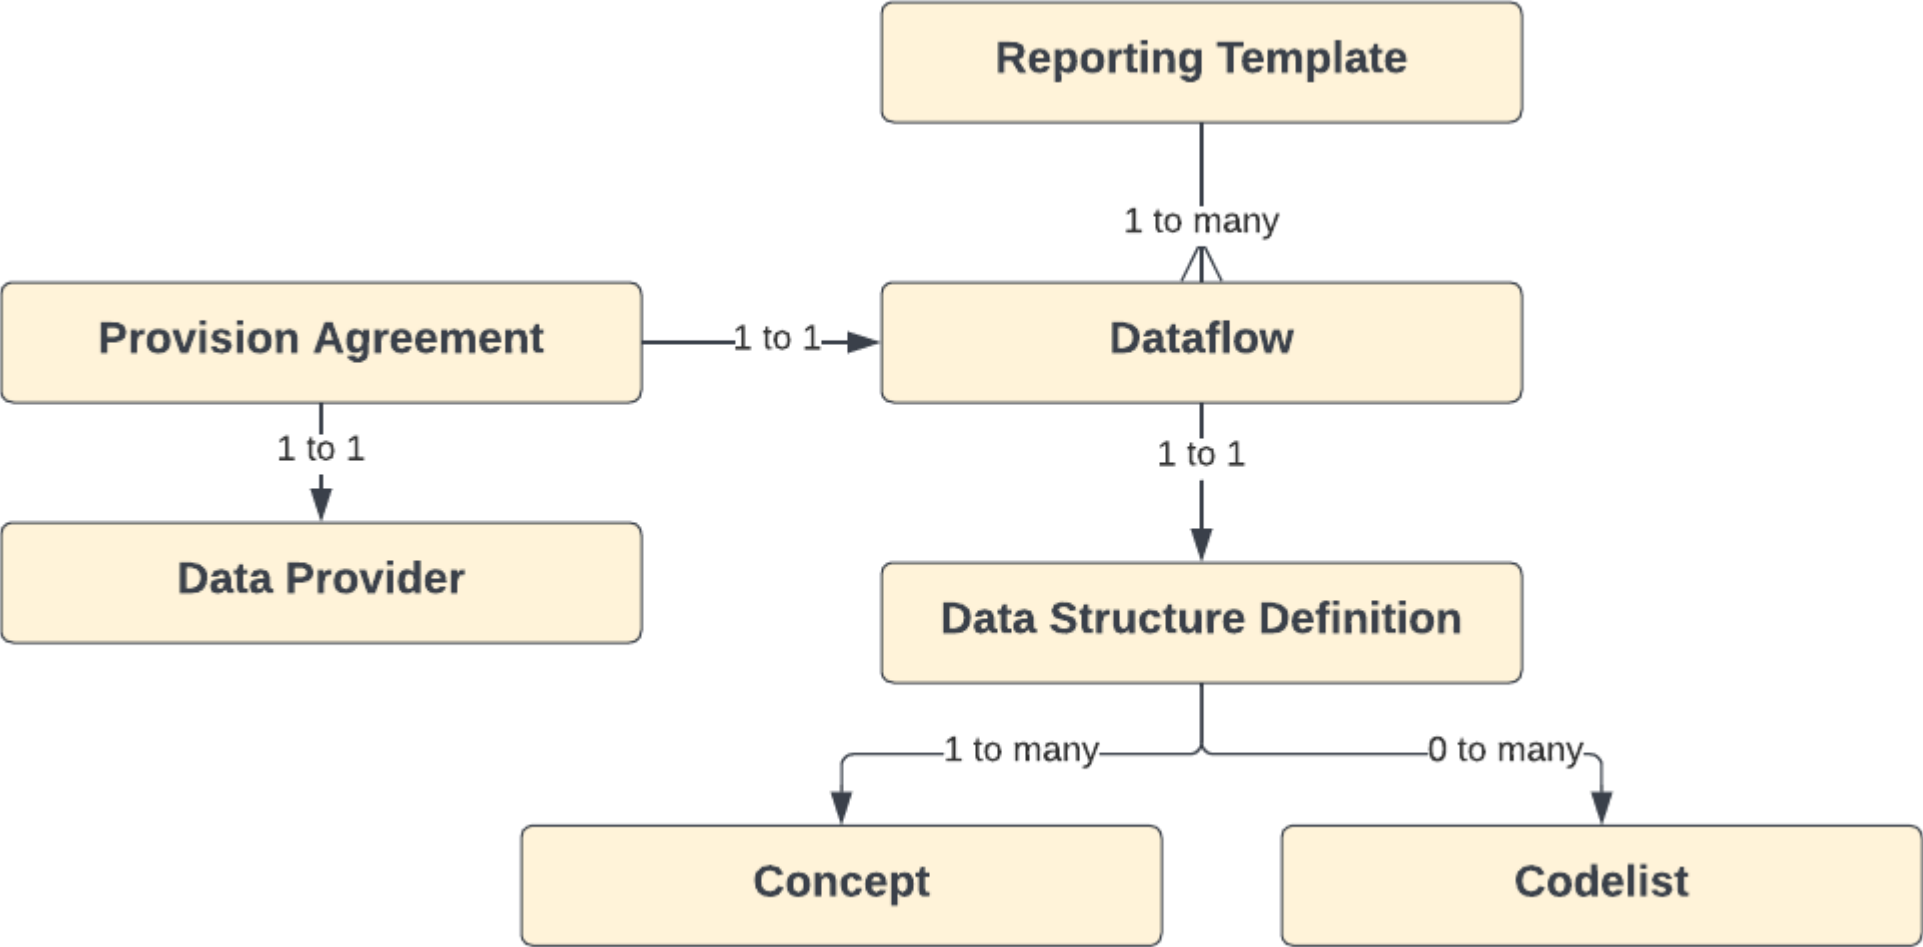 Reporting Template
1 to many
Provision Agreement
1 to 1
Dataflow
1 to 1
1 to 1
Data Provider
Data Structure Definition
1 to many
0 to many
Concept
Codelist